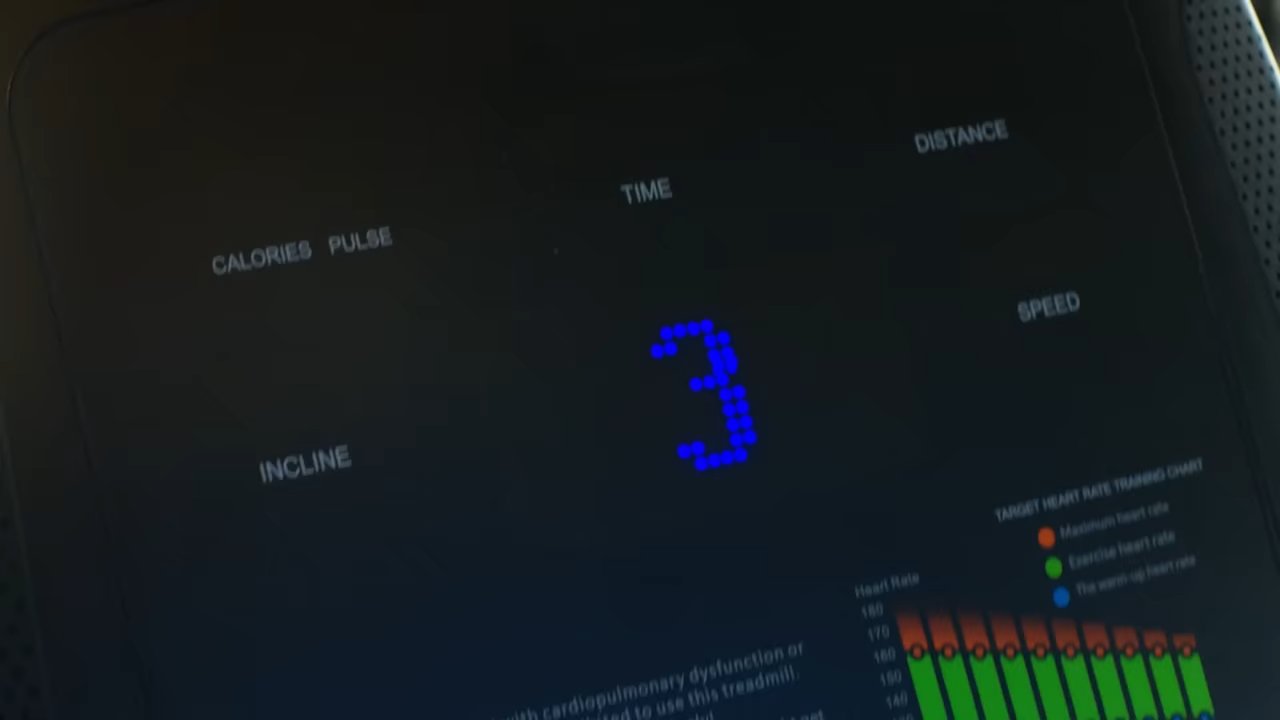 DISTANCE
TIME
CALORIES PULSE
SPEED
3
INCLINE
TARGET HEART RATE TRAINING CHART
Maximum heart rate
Exercise heart rate
The warm-up heart rate
Heart Rate
180
170
160
150
140
with cardiopulmonary dysfunction or
to use this treadmill.